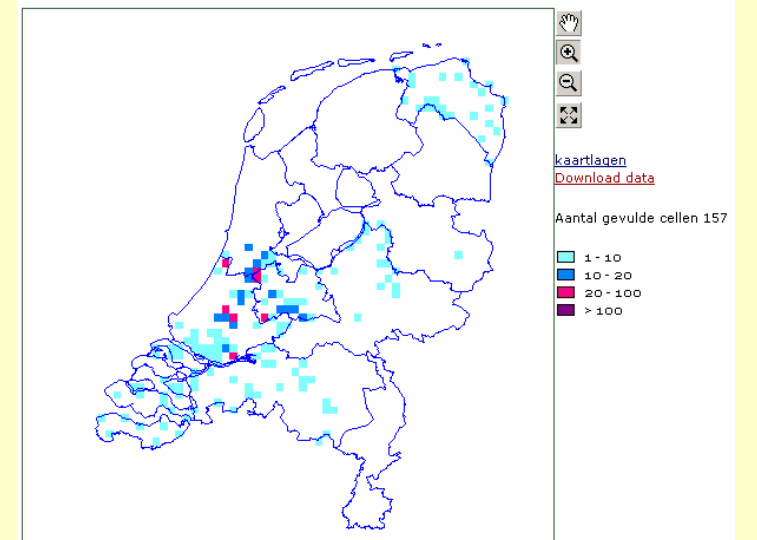 kaartlagen
Download data
Aantal gevulde cellen 157
1 - 10
10 - 20
20 - 100
> 100